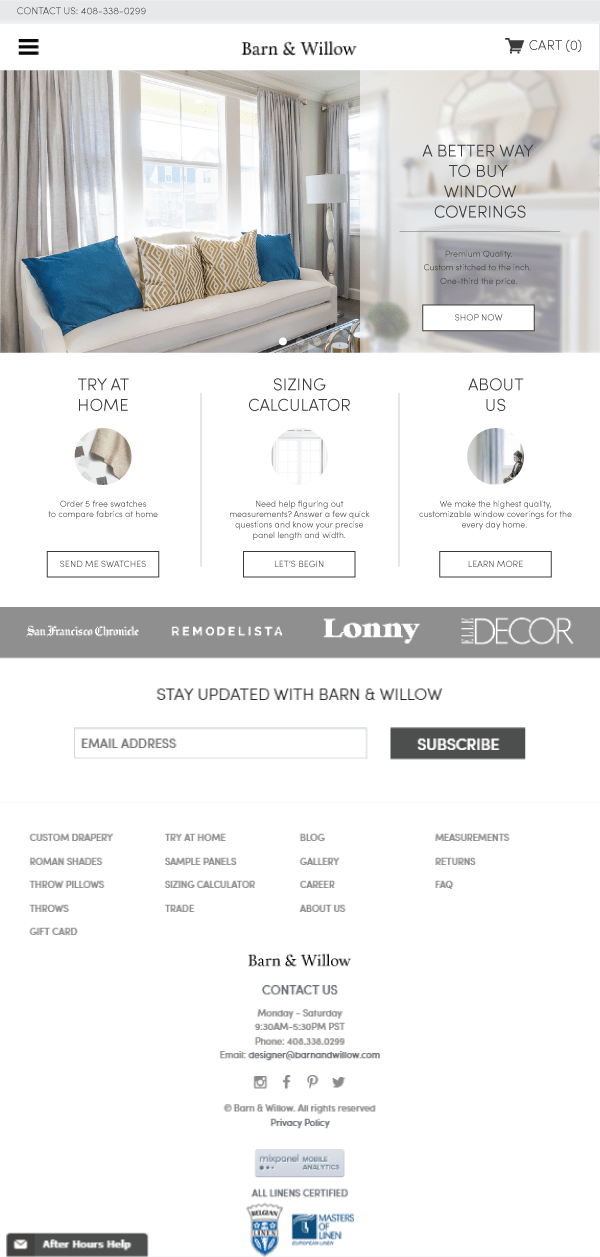 CONTACT US: 408-338-0299
Barn & Willow
CART (0)
A BETTER WAY
TO BUY
WINDOW
COVERINGS
Premium Quality.
Custom stitched to the inch.
One-third the price.
SHOP NOW
TRY AT
HOME
Order 5 free swatches
to compare fabrics at home
SEND ME SWATCHES
SIZING
CALCULATOR
Need help figuring out
measurements? Answer a few quick
questions and know your precise
panel length and width.
LET'S BEGIN
ABOUT
US
We make the highest quality,
customizable window coverings for the
every day home.
LEARN MORE
San Francisco Chronicle
REMODELISTA
Lonny
ELLE DECOR
STAY UPDATED WITH BARN & WILLOW
EMAIL ADDRESS
SUBSCRIBE
CUSTOM DRAPERY
ROMAN SHADES
THROW PILLOWS
THROWS
GIFT CARD
TRY AT HOME
SAMPLE PANELS
SIZING CALCULATOR
TRADE
BLOG
GALLERY
CAREER
ABOUT US
MEASUREMENTS
RETURNS
FAQ
Barn & Willow
CONTACT US
Monday - Saturday
9:30AM-5:30PM PST
Phone: 408.338.0299
Email: designer@barnandwillow.com
© Barn & Willow. All rights reserved
Privacy Policy
mixpanel MOBILE
ANALYTICS
ALL LINENS CERTIFIED
BELGIAN
LINEN
MASTERS
OF LINEN
EUROPEAN LINEN
After Hours Help